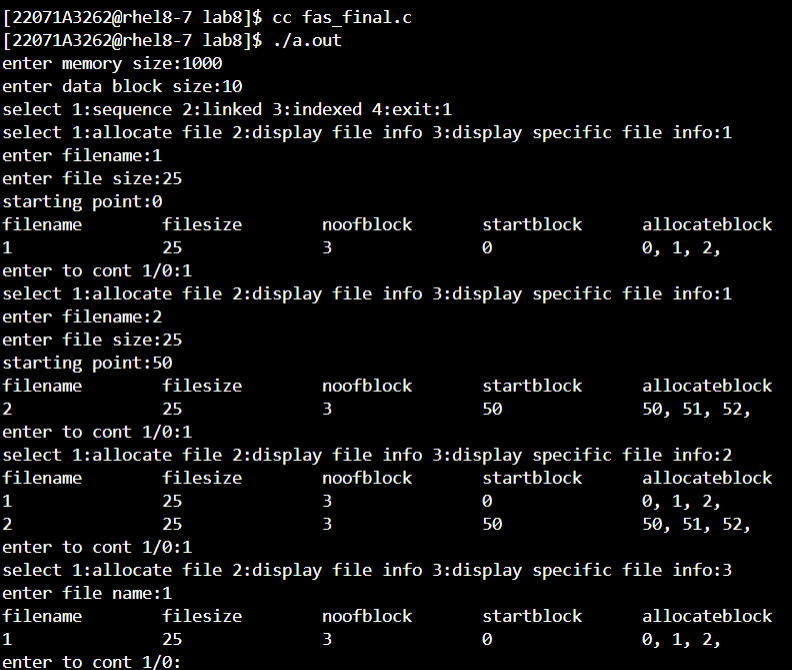 [22071A3262@rhel8-7 lab8]$ cc fas_final.c
[22071A3262@rhel8-7 lab8]$ ./a.out
enter memory size:1000
enter data block size:10
select 1:sequence 2:linked 3:indexed 4:exit:1
select 1:allocate file 2:display file info 3:display specific file info:1
enter filename:1
enter file size:25
starting point:0
filename filesize noofblock startblock allocateblock
1 25 3 0 0, 1, 2,
enter to cont 1/0:1
select 1:allocate file 2:display file info 3:display specific file info:1
enter filename:2
enter file size:25
starting point:50
filename filesize noofblock startblock allocateblock
2 25 3 50 50, 51, 52,
enter to cont 1/0:1
select 1:allocate file 2:display file info 3:display specific file info:2
filename filesize noofblock startblock allocateblock
1 25 3 0 0, 1, 2,
2 25 3 50 50, 51, 52,
enter to cont 1/0:1
select 1:allocate file 2:display file info 3:display specific file info:3
enter file name:1
filename filesize noofblock startblock allocateblock
1 25 3 0 0, 1, 2,
enter to cont 1/0: